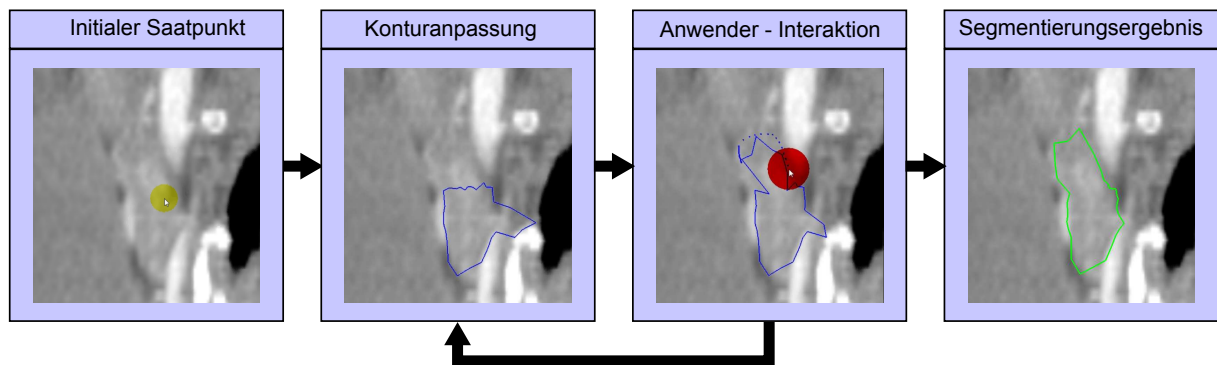 Initialer Saatpunkt
Konturanpassung
Anwender - Interaktion
Segmentierungsergebnis